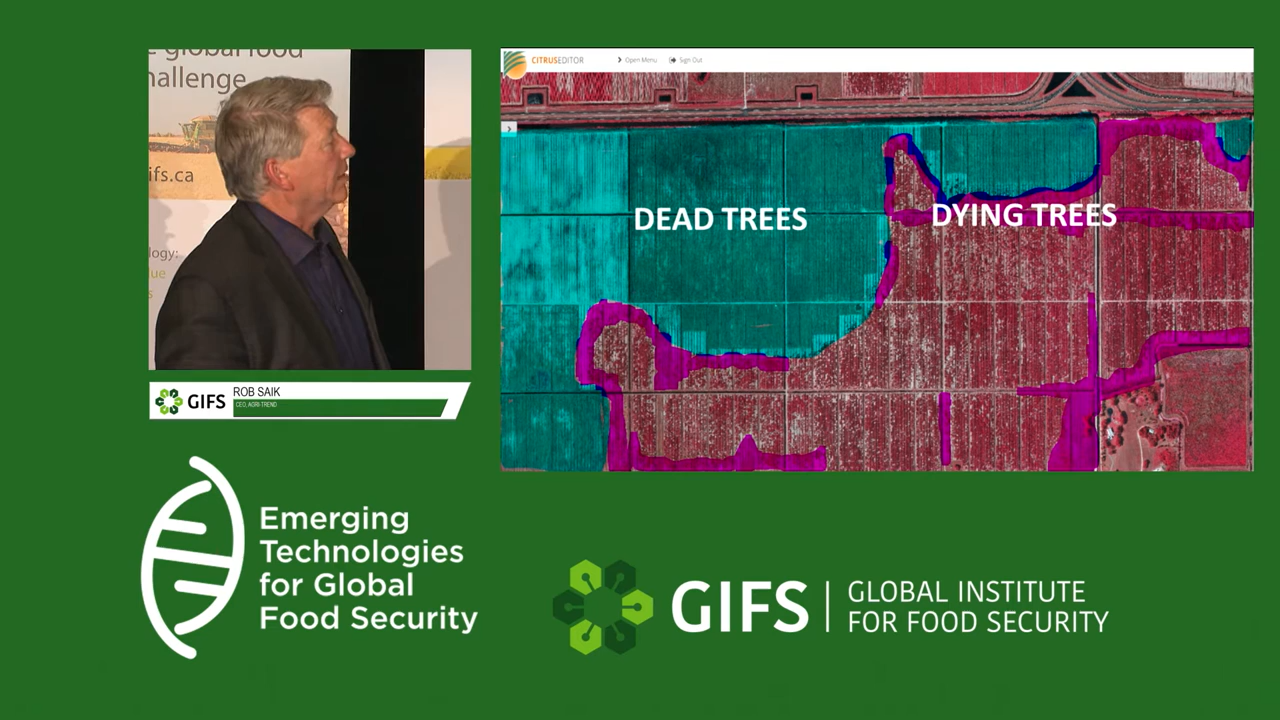 e global food
hallenge
ifs.ca
logy:
ue
s
GIFS
ROB SAIK
CEO, AGRI-TREND
CITRUSEDITOR
Open Menu
Sign Out
DEAD TREES
DYING TREES
Emerging
Technologies
for Global
Food Security
GIFS
GLOBAL INSTITUTE
FOR FOOD SECURITY